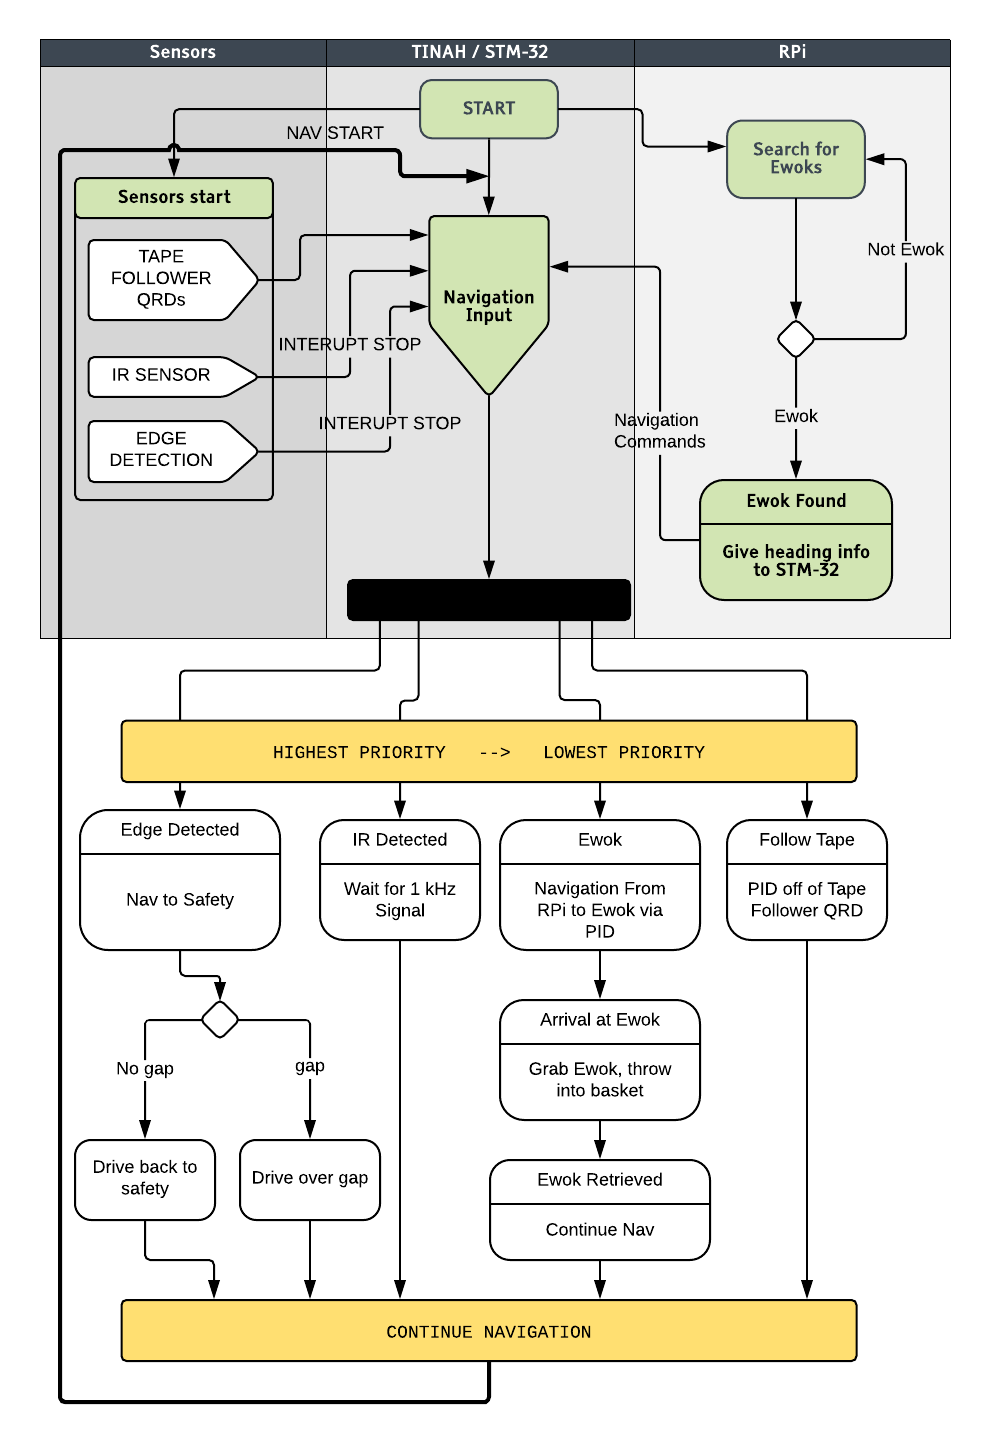 Sensors
TINAH / STM-32
RPi
START
NAV START
Search for
Ewoks
Sensors start
TAPE
FOLLOWER
QRDs
Not Ewok
Navigation
Input
INTERUPT STOP
IR SENSOR
INTERUPT STOP
Navigation
Commands
Ewok
EDGE
DETECTION
Ewok Found
Give heading info
to STM-32
HIGHEST PRIORITY --> LOWEST PRIORITY
Edge Detected
Nav to Safety
IR Detected
Wait for 1 kHz
Signal
Ewok
Navigation From
RPi to Ewok via
PID
Follow Tape
PID off of Tape
Follower QRD
No gap
gap
Arrival at Ewok
Grab Ewok, throw
into basket
Drive back to
safety
Drive over gap
Ewok Retrieved
Continue Nav
CONTINUE NAVIGATION